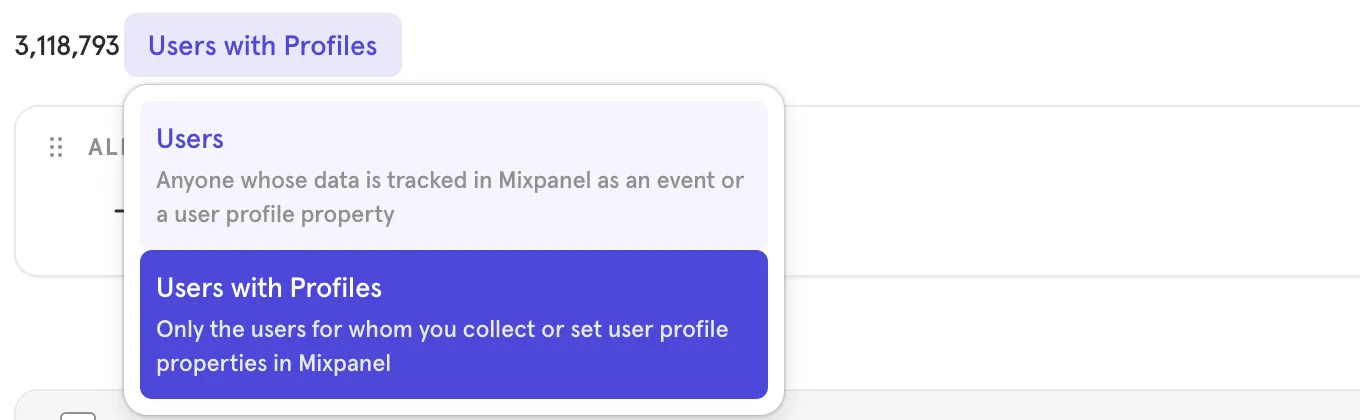 3,118,793 Users with Profiles
Users
Anyone whose data is tracked in Mixpanel as an event or
a user profile property
Users with Profiles
Only the users for whom you collect or set user profile
properties in Mixpanel